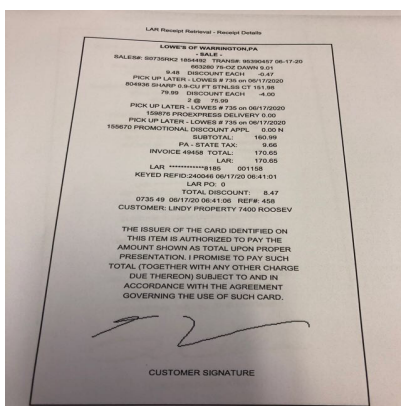 LAR Receipt Retrieval - Receipt Details
LOWE'S OF WARRINGTON,PA
- SALE -
SALES#: S0735RK2 1854492 TRANS#: 95390457 06-17-20
663280 75-OZ DAWN 9.01
9.48 DISCOUNT EACH -0.47
PICK UP LATER - LOWES # 735 on 06/17/2020
804936 SHARP 0.9-CU FT STNLSS CT 151.98
79.99 DISCOUNT EACH -4.00
2 @ 75.99
PICK UP LATER - LOWES # 735 on 06/17/2020
159876 PROEXPRESS DELIVERY 0.00
PICK UP LATER - LOWES # 735 on 06/17/2020
155670 PROMOTIONAL DISCOUNT APPL 0.00 N
SUBTOTAL: 160.99
PA - STATE TAX: 9.66
INVOICE 49458 TOTAL: 170.65
LAR: 170.65
LAR ************8185 001158
KEYED REFID:240046 06/17/20 06:41:01
LAR PO: 0
TOTAL DISCOUNT: 8.47
0735 49 06/17/20 06:41:06 REF#: 458
CUSTOMER: LINDY PROPERTY 7400 ROOSEV
THE ISSUER OF THE CARD IDENTIFIED ON
THIS ITEM IS AUTHORIZED TO PAY THE
AMOUNT SHOWN AS TOTAL UPON PROPER
PRESENTATION. I PROMISE TO PAY SUCH
TOTAL (TOGETHER WITH ANY OTHER CHARGE
DUE THEREON) SUBJECT TO AND IN
ACCORDANCE WITH THE AGREEMENT
GOVERNING THE USE OF SUCH CARD.
CUSTOMER SIGNATURE